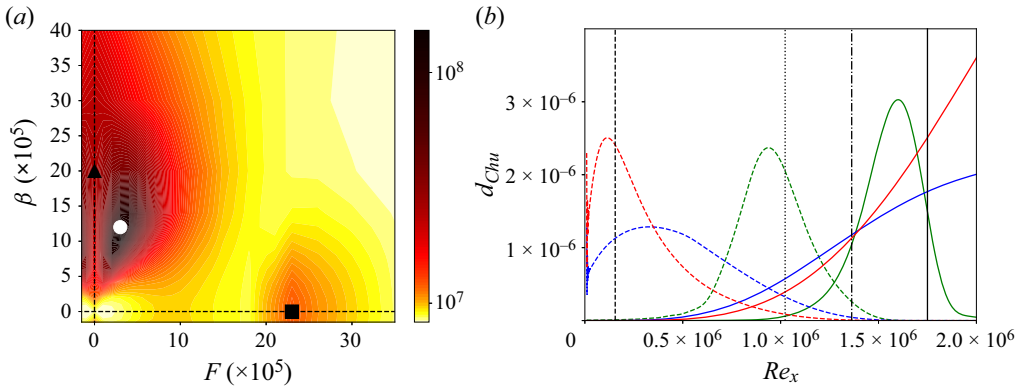 (a)
40
35
30
25
20
15
10
5
0
β (×10⁵)
0 10 20 30
F (×10⁵)
10⁸
10⁷
(b)
3 × 10⁻⁶
2 × 10⁻⁶
1 × 10⁻⁶
d_Chu
0 0.5 × 10⁶ 1.0 × 10⁶ 1.5 × 10⁶ 2.0 × 10⁶
Re_x